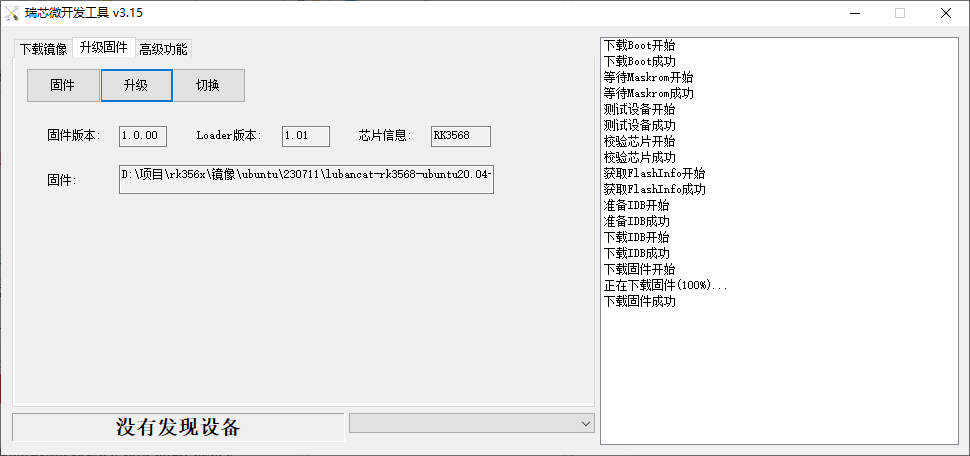 瑞芯微开发工具 v3.15
下载镜像 升级固件 高级功能
固件 升级 切换
固件版本: 1.0.00 Loader版本: 1.01 芯片信息: RK3568
固件: D:\项目\rk356x\镜像\ubuntu\230711\lubancat-rk3568-ubuntu20.04-
没有发现设备
下载Boot开始
下载Boot成功
等待Maskrom开始
等待Maskrom成功
测试设备开始
测试设备成功
校验芯片开始
校验芯片成功
获取FlashInfo开始
获取FlashInfo成功
准备IDB开始
准备IDB成功
下载IDB开始
下载IDB成功
下载固件开始
正在下载固件(100%)...
下载固件成功